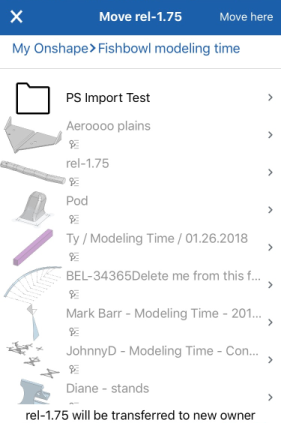 Move rel-1.75
Move here
My Onshape > Fishbowl modeling time
PS Import Test
Aeroooo plains
rel-1.75
Pod
Ty / Modeling Time / 01.26.2018
BEL-34365Delete me from this f...
Mark Barr - Modeling Time - 201...
JohnnyD - Modeling Time - Con...
Diane - stands
rel-1.75 will be transferred to new owner